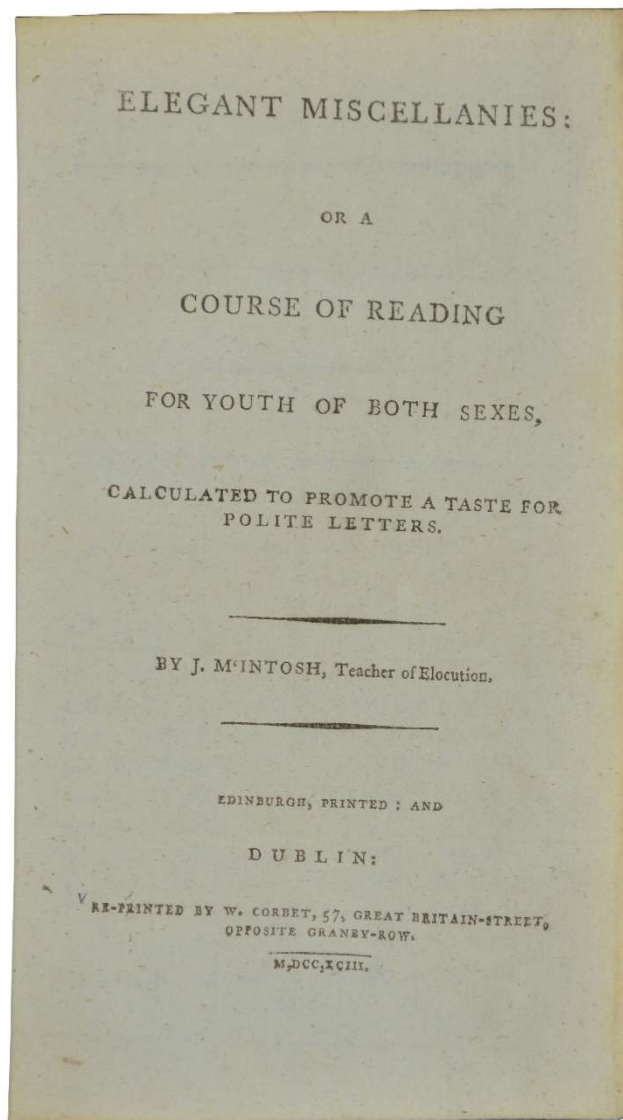 ELEGANT MISCELLANIES:
OR A
COURSE OF READING
FOR YOUTH OF BOTH SEXES,
CALCULATED TO PROMOTE A TASTE FOR
POLITE LETTERS.
BY J. M‘INTOSH, Teacher of Elocution.
EDINBURGH, PRINTED : AND
DUBLIN:
RE-PRINTED BY W. CORBET, 57, GREAT BRITAIN-STREET,
OPPOSITE GRANBY-ROW.
M,DCC,XCIII.